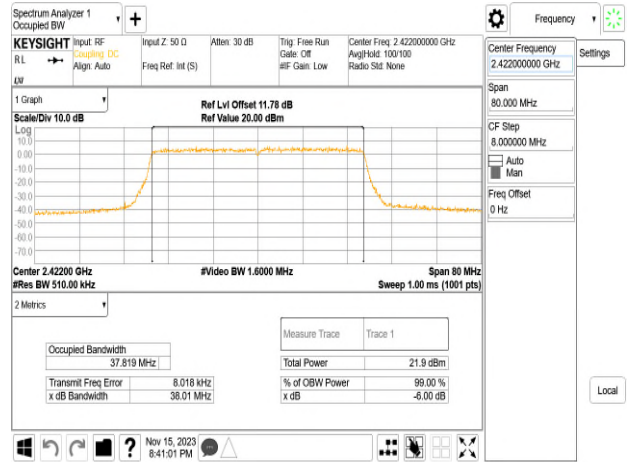 Spectrum Analyzer 1
Occupied BW
Frequency
KEYSIGHT
Input: RF
Coupling: DC
Align: Auto
Input Z: 50 Ω
Freq Ref: Int (S)
Atten: 30 dB
Trig: Free Run
Gate: Off
#IF Gain: Low
Center Freq: 2.422000000 GHz
Avg|Hold: 100/100
Radio Std: None
R L
LXI
Center Frequency
2.422000000 GHz
Settings
Span
80.000 MHz
CF Step
8.000000 MHz
Auto
Man
Freq Offset
0 Hz
1 Graph
Scale/Div 10.0 dB
Ref Lvl Offset 11.78 dB
Ref Value 20.00 dBm
Log
10.0
0.00
-10.0
-20.0
-30.0
-40.0
-50.0
-60.0
-70.0
Center 2.42200 GHz
#Video BW 1.6000 MHz
Span 80 MHz
#Res BW 510.00 kHz
Sweep 1.00 ms (1001 pts)
2 Metrics
Measure Trace
Trace 1
Occupied Bandwidth
37.819 MHz
Total Power
21.9 dBm
Transmit Freq Error
8.018 kHz
% of OBW Power
99.00 %
x dB Bandwidth
38.01 MHz
x dB
-6.00 dB
Local
?
Nov 15, 2023
8:41:01 PM